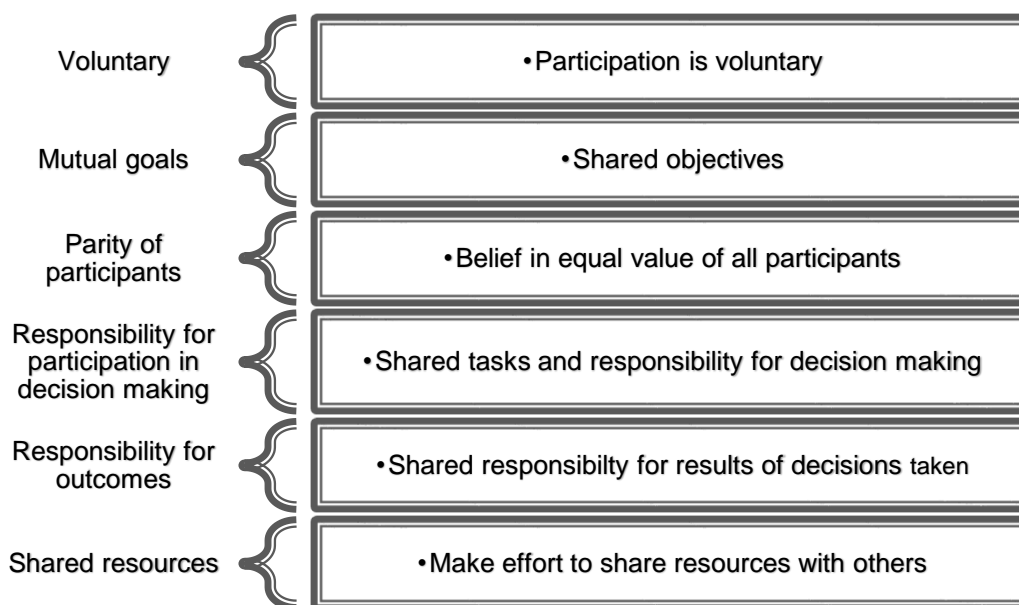 Voluntary
•Participation is voluntary
Mutual goals
•Shared objectives
Parity of
participants
•Belief in equal value of all participants
Responsibility for
participation in
decision making
•Shared tasks and responsibility for decision making
Responsibility for
outcomes
•Shared responsibilty for results of decisions taken
Shared resources
•Make effort to share resources with others